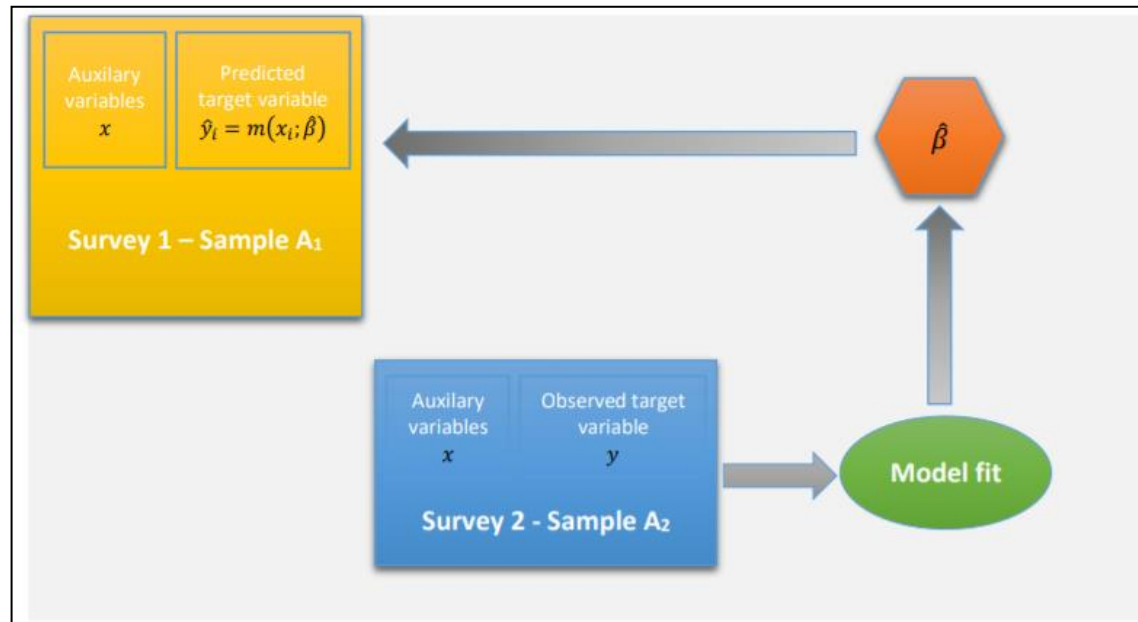 Auxilary
variables
x
Predicted
target variable
ŷᵢ = m(xᵢ; β̂)
Survey 1 – Sample A₁
β̂
Auxilary
variables
x
Observed target
variable
y
Survey 2 - Sample A₂
Model fit